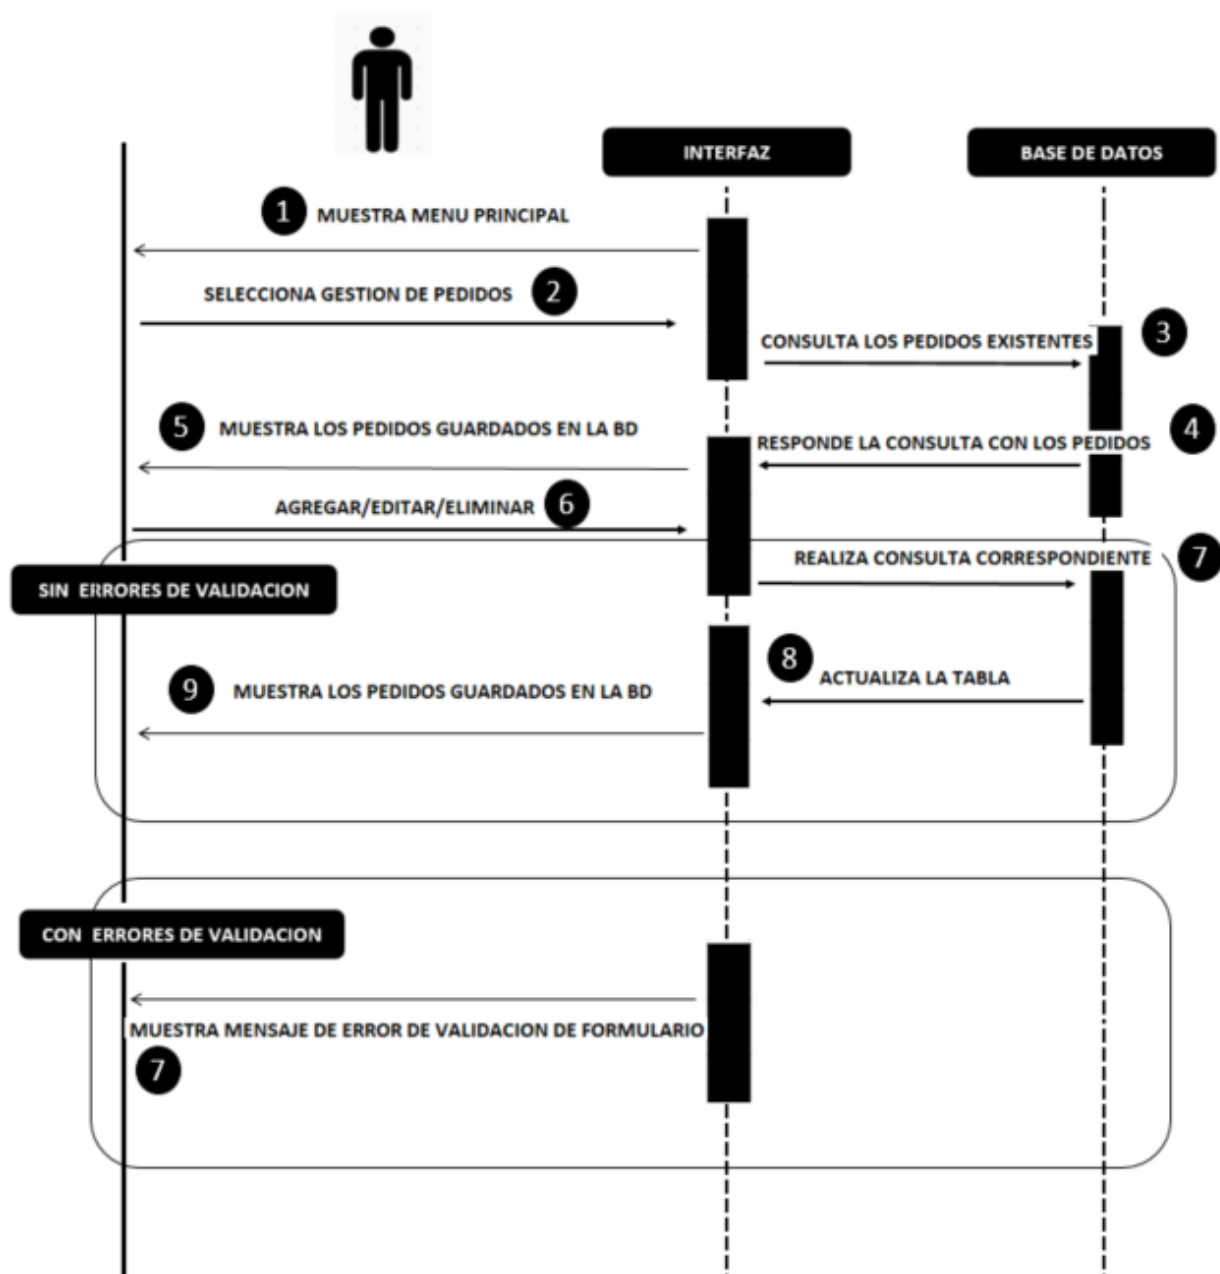 INTERFAZ
BASE DE DATOS
1 MUESTRA MENU PRINCIPAL
SELECCIONA GESTION DE PEDIDOS 2
CONSULTA LOS PEDIDOS EXISTENTES 3
5 MUESTRA LOS PEDIDOS GUARDADOS EN LA BD
RESPONDE LA CONSULTA CON LOS PEDIDOS 4
AGREGAR/EDITAR/ELIMINAR 6
REALIZA CONSULTA CORRESPONDIENTE 7
SIN ERRORES DE VALIDACION
8 ACTUALIZA LA TABLA
9 MUESTRA LOS PEDIDOS GUARDADOS EN LA BD
CON ERRORES DE VALIDACION
MUESTRA MENSAJE DE ERROR DE VALIDACION DE FORMULARIO
7